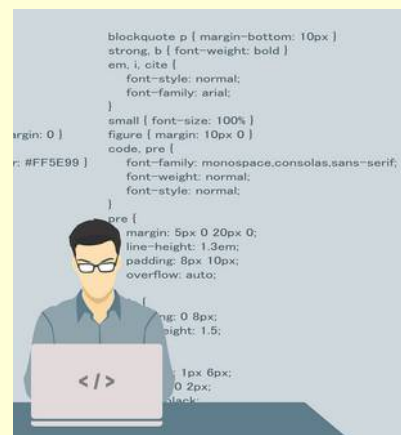 blockquote p { margin-bottom: 10px }
strong, b { font-weight: bold }
em, i, cite {
font-style: normal;
font-family: arial;
}
small { font-size: 100% }
argin: 0 } figure { margin: 10px 0 }
code, pre {
r: #FF5E99 } font-family: monospace,consolas,sans-serif;
font-weight: normal;
font-style: normal;
}
pre {
margin: 5px 0 20px 0;
line-height: 1.3em;
padding: 8px 10px;
overflow: auto;
{
ng: 0 8px;
eight: 1.5;
1px 6px;
0 2px;
black;
</>